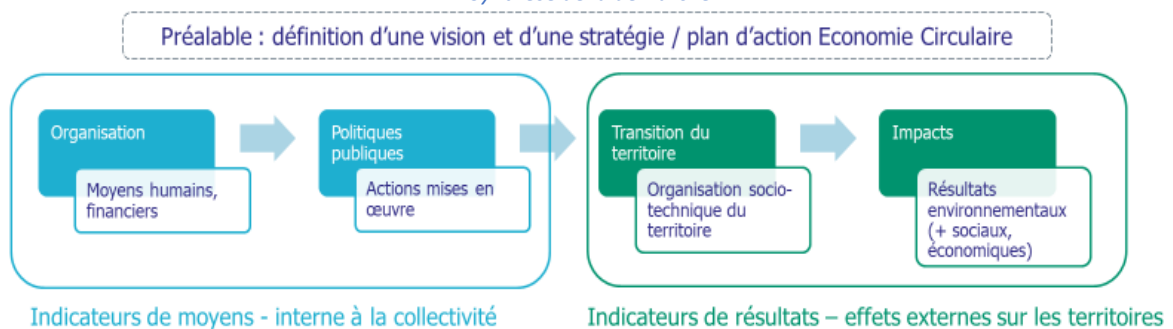 Préalable : définition d'une vision et d'une stratégie / plan d'action Economie Circulaire
Organisation
Moyens humains,
financiers
Politiques
publiques
Actions mises en
œuvre
Transition du
territoire
Organisation socio-
technique du
territoire
Impacts
Résultats
environnementaux
(+ sociaux,
économiques)
Indicateurs de moyens - interne à la collectivité
Indicateurs de résultats – effets externes sur les territoires